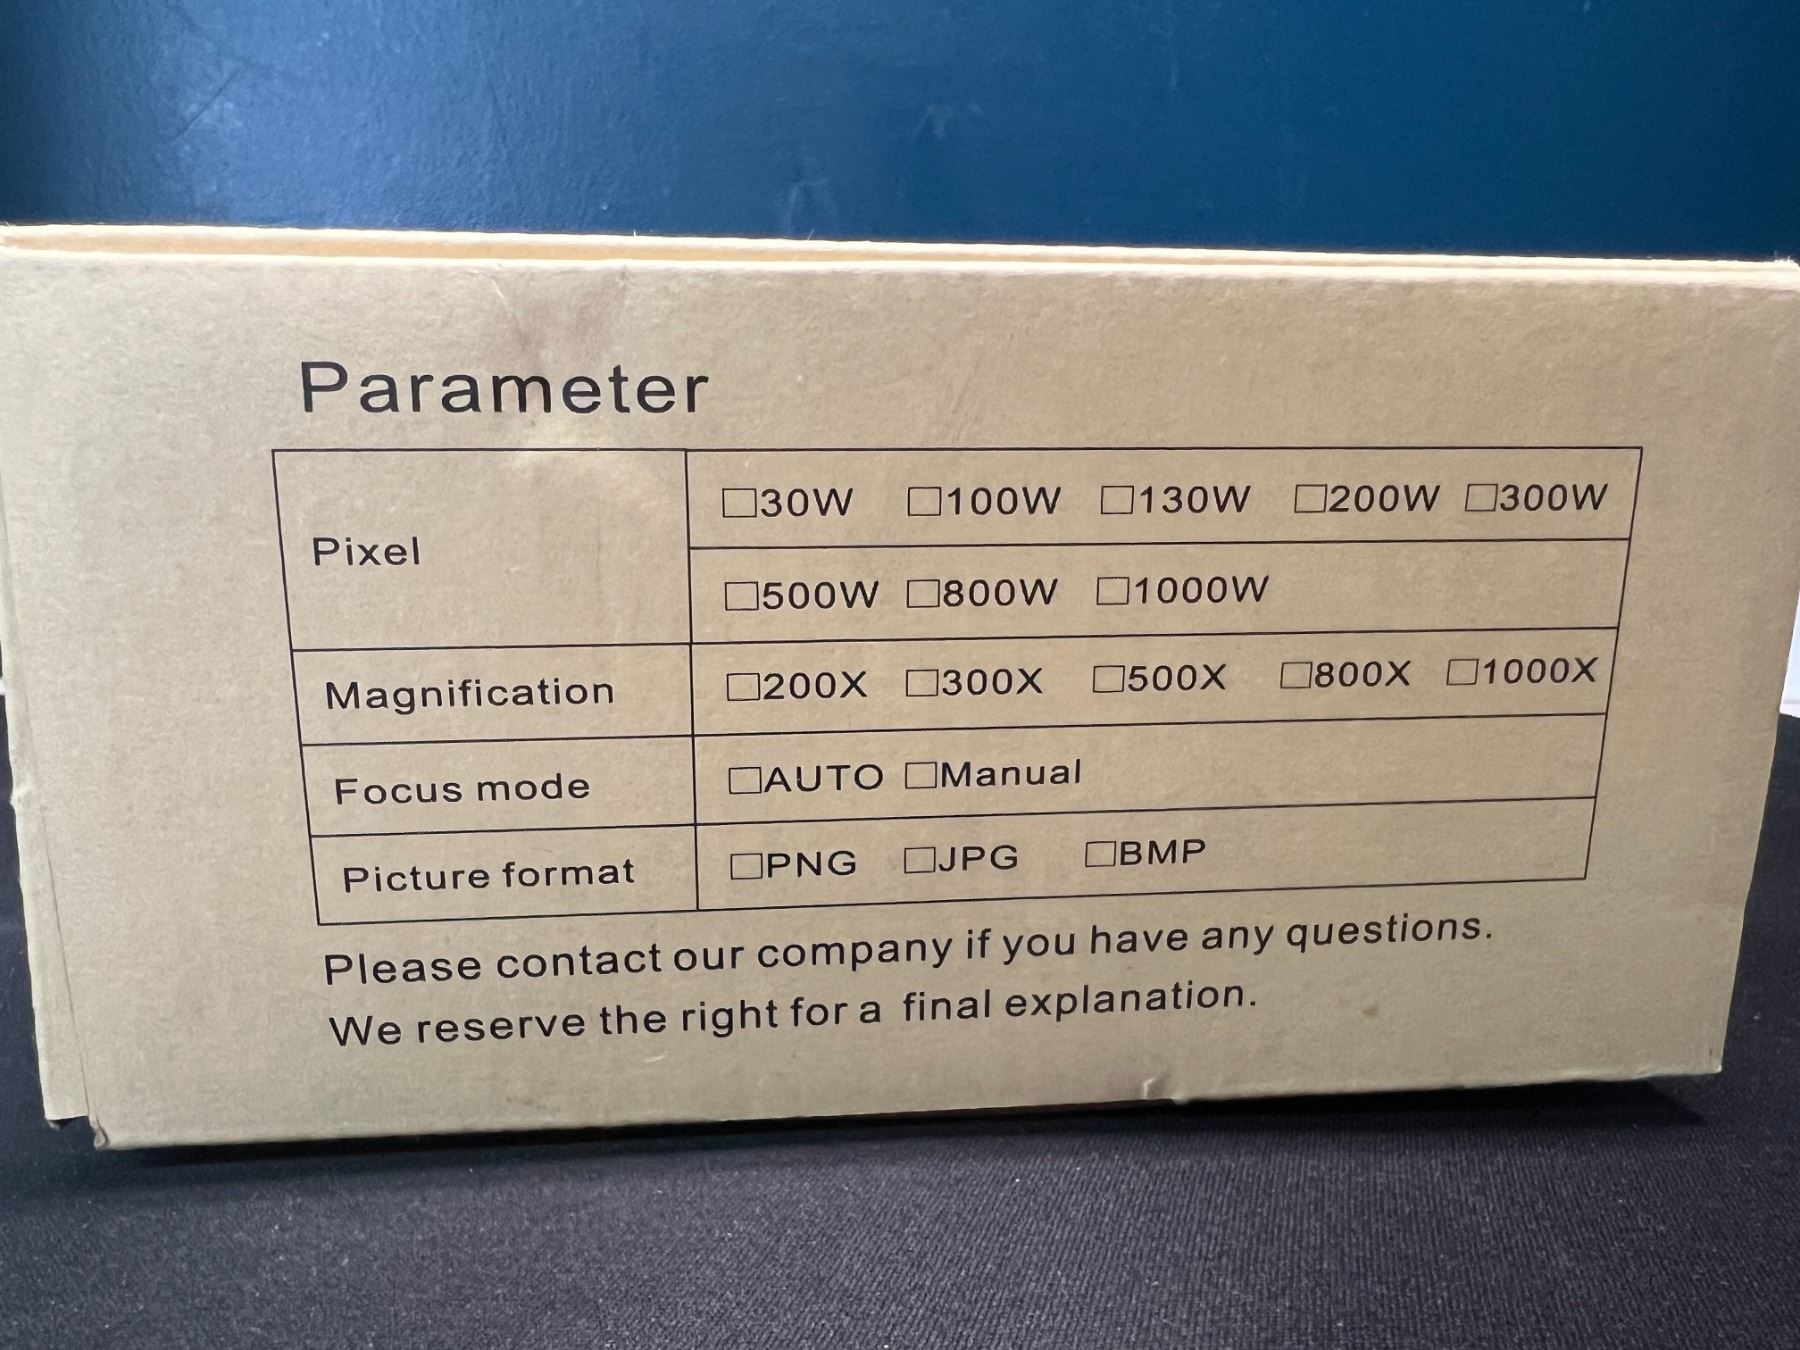 Parameter
Pixel
□30W □100W □130W □200W □300W
□500W □800W □1000W
Magnification □200X □300X □500X □800X □1000X
Focus mode □AUTO □Manual
Picture format □PNG □JPG □BMP
Please contact our company if you have any questions.
We reserve the right for a final explanation.